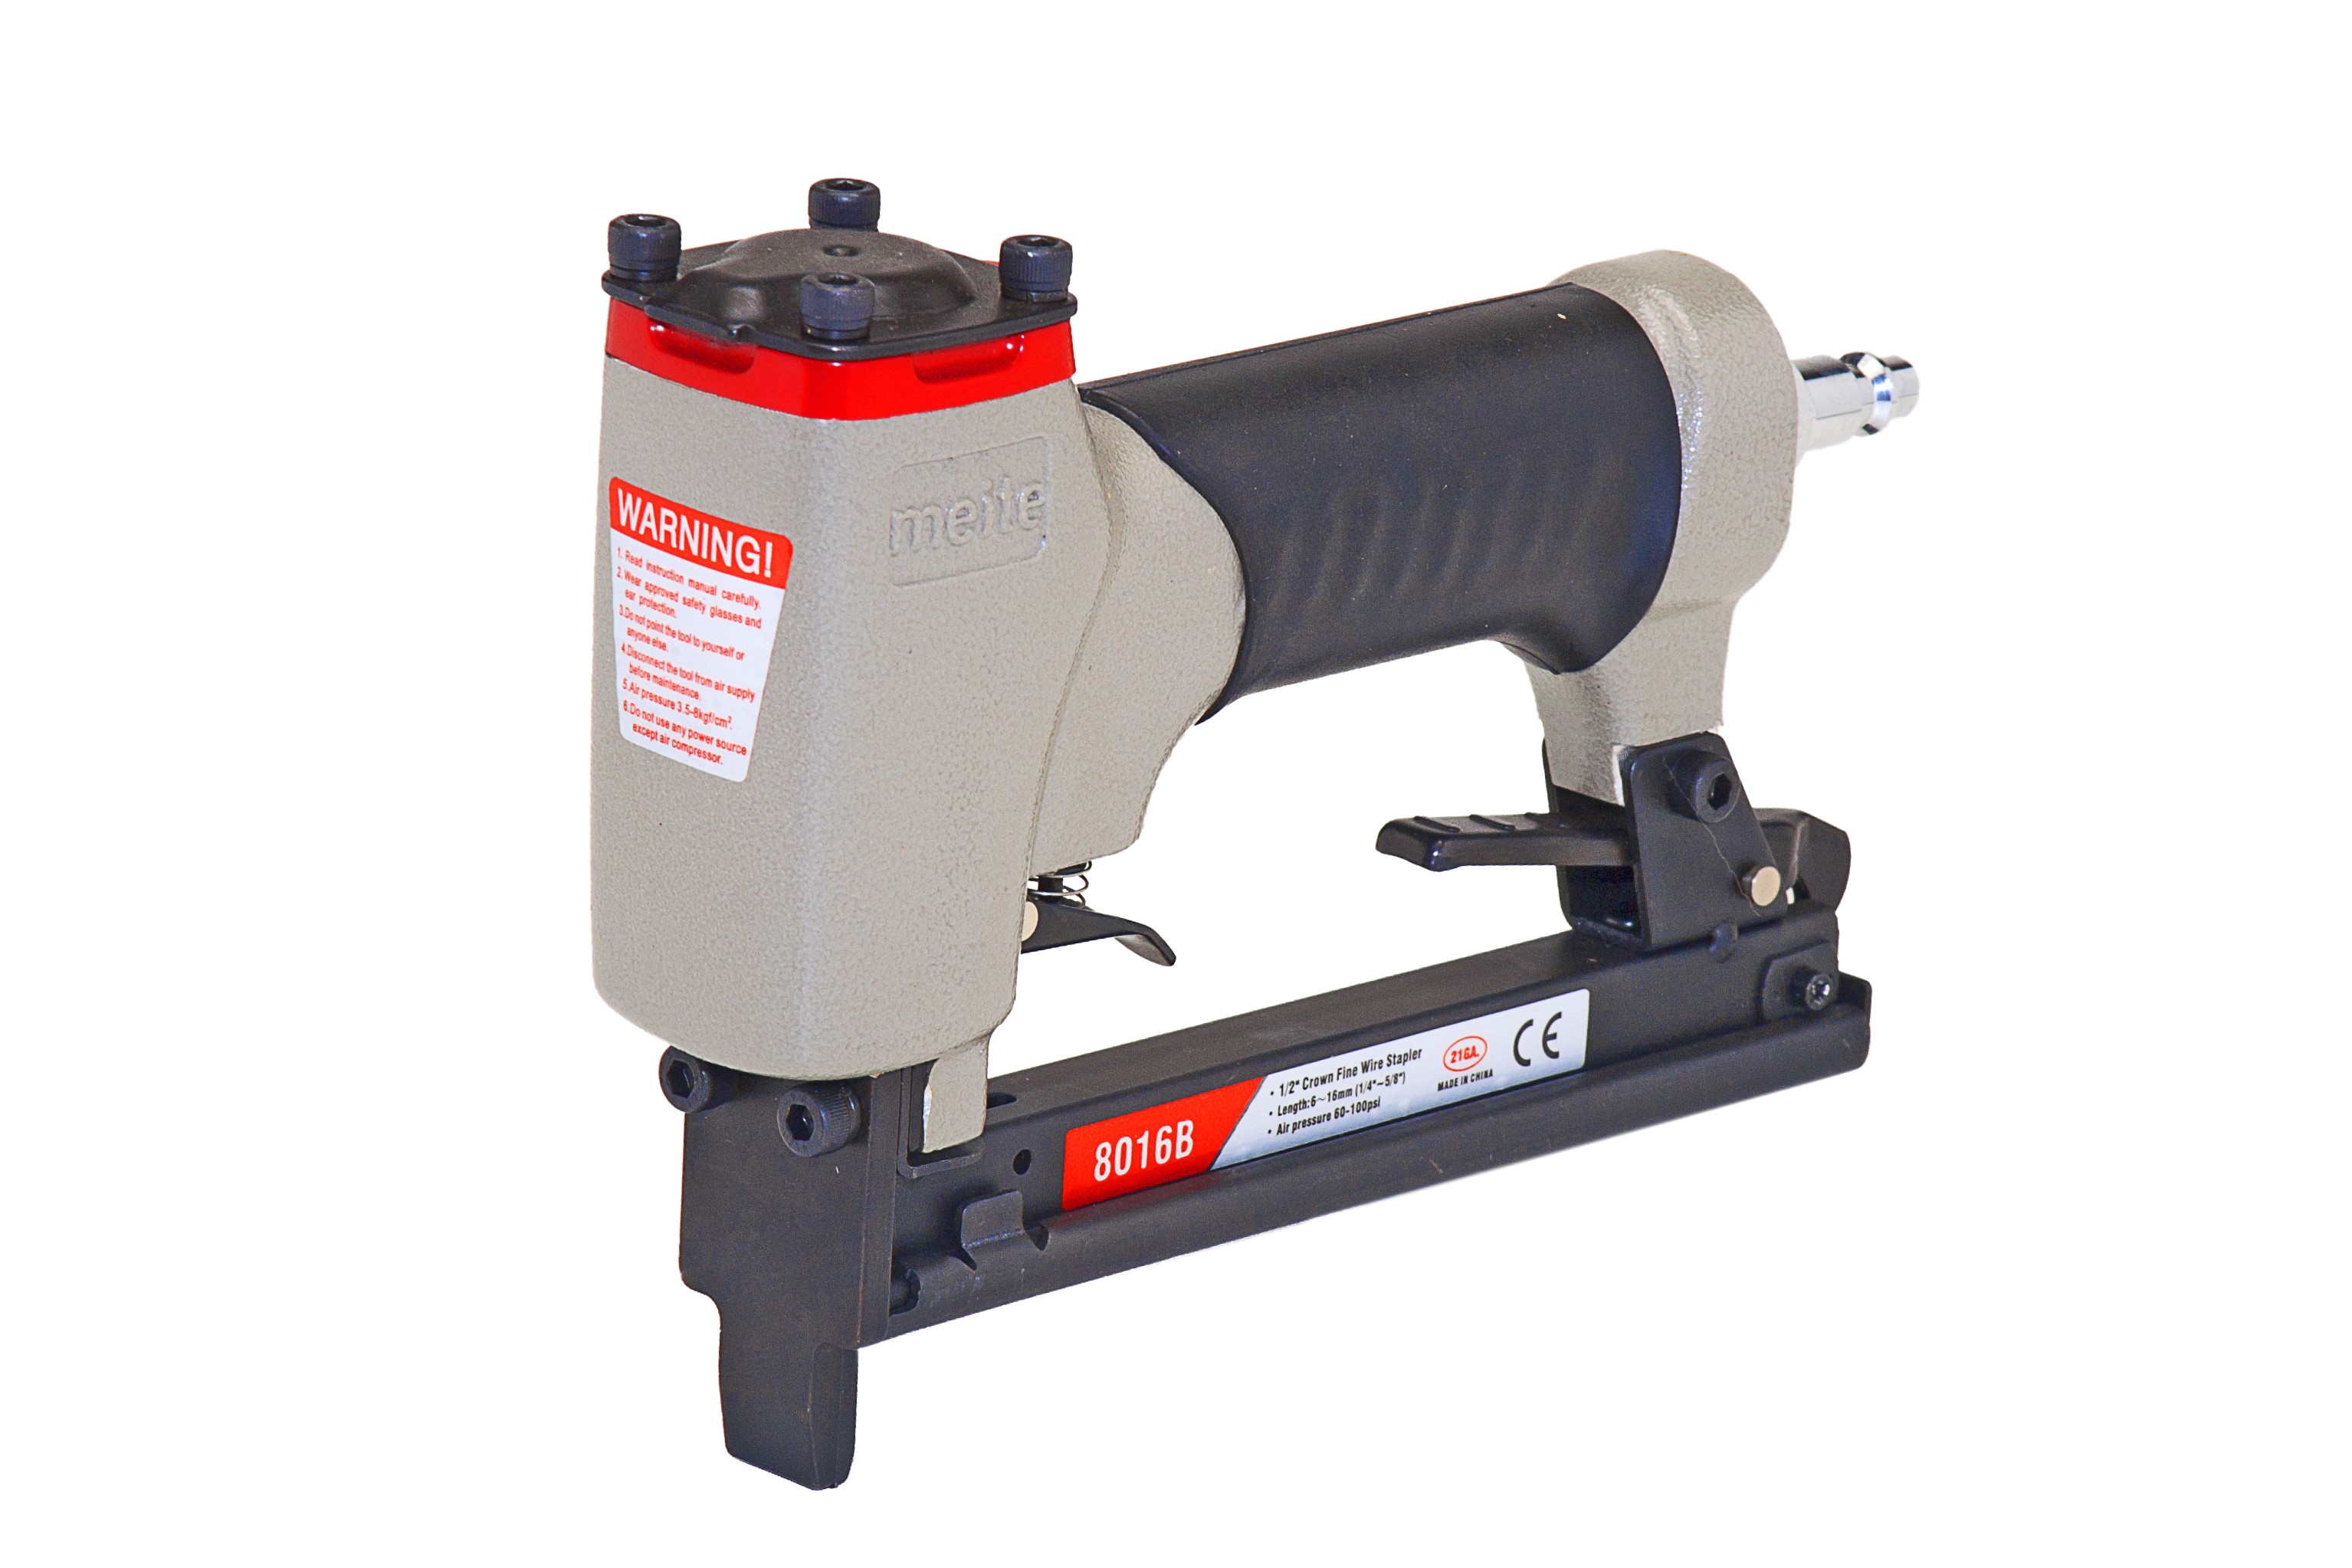 meite
WARNING!
1. Read instruction manual carefully.
2. Wear approved safety glasses and
ear protection.
3.Do not point the tool to yourself or
anyone else.
4.Disconnect the tool from air supply
before maintenance.
5.Air pressure 3.5-8kgf/cm².
6.Do not use any power source
except air compressor.
8016B
• 1/2" Crown Fine Wire Stapler
• Length:6~16mm (1/4"~5/8")
• Air pressure 60-100psi
21GA.
MADE IN CHINA
CE